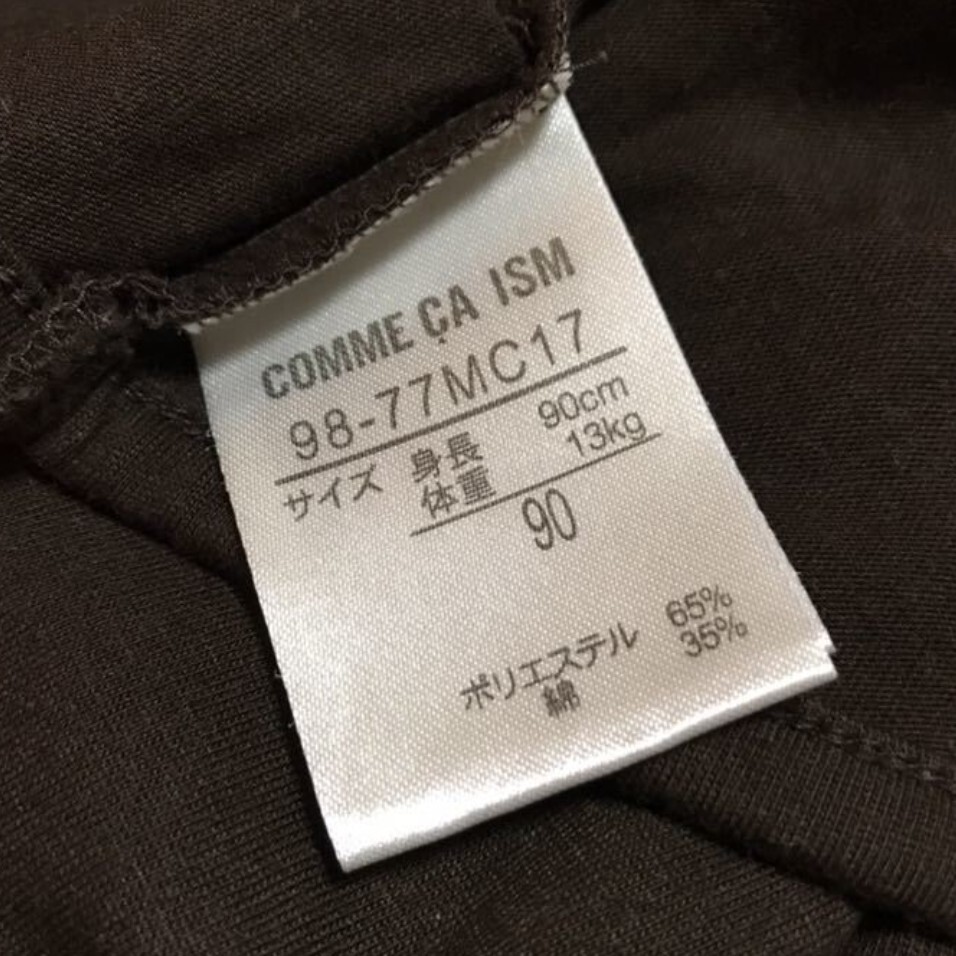 COMME ÇA ISM
98-77MC17
サイズ 身長 90cm
体重 13kg
90
ポリエステル 65%
綿 35%